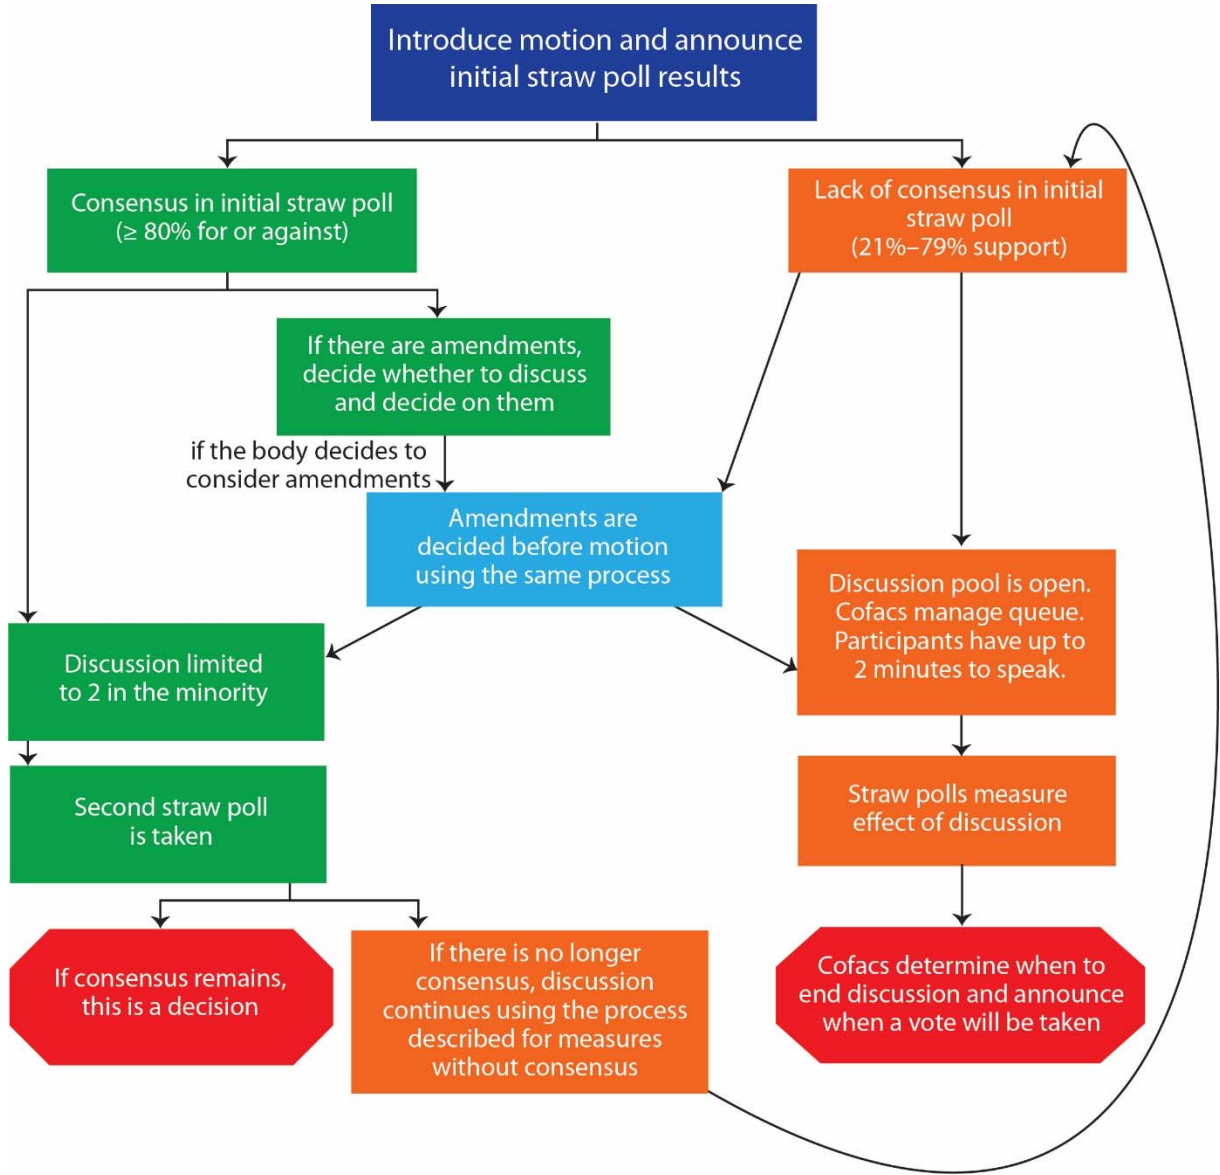 Introduce motion and announce
initial straw poll results
Consensus in initial straw poll
(≥ 80% for or against)
Lack of consensus in initial
straw poll
(21%–79% support)
If there are amendments,
decide whether to discuss
and decide on them
if the body decides to
consider amendments
Amendments are
decided before motion
using the same process
Discussion pool is open.
Cofacs manage queue.
Participants have up to
2 minutes to speak.
Discussion limited
to 2 in the minority
Second straw poll
is taken
Straw polls measure
effect of discussion
If consensus remains,
this is a decision
If there is no longer
consensus, discussion
continues using the process
described for measures
without consensus
Cofacs determine when to
end discussion and announce
when a vote will be taken